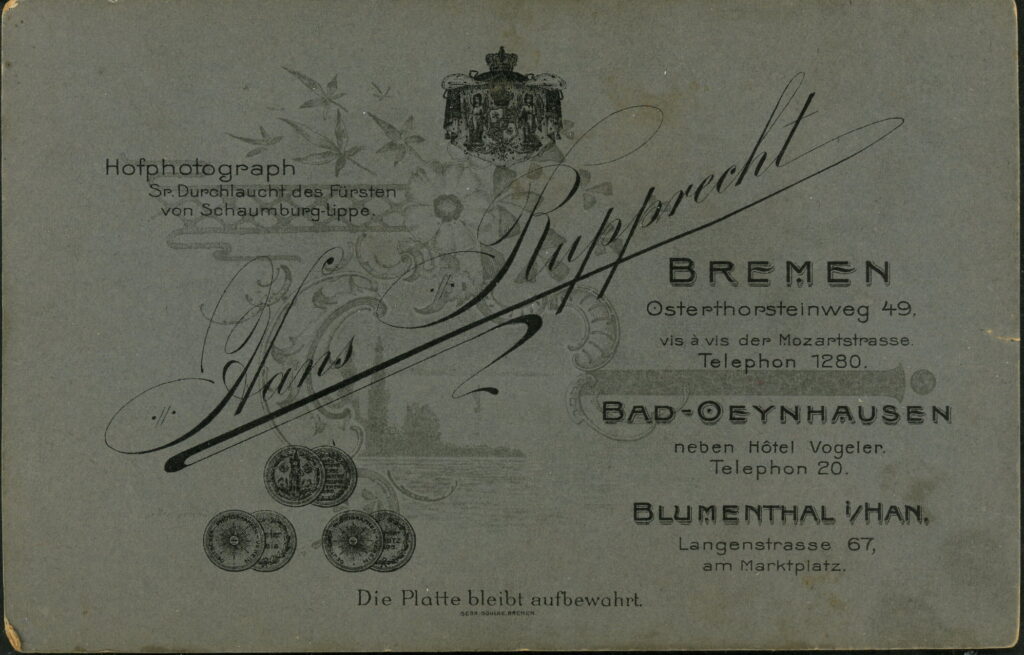 Hofphotograph
Sr. Durchlaucht des Fürsten
von Schaumburg-Lippe.
Hans Rupprecht
BREMEN
Osterthorsteinweg 49,
vis à vis der Mozartstrasse.
Telephon 1280.
BAD-OEYNHAUSEN
neben Hôtel Vogeler.
Telephon 20.
BLUMENTHAL i/HAN.
Langenstrasse 67,
am Marktplatz.
Die Platte bleibt aufbewahrt.
BREMEN